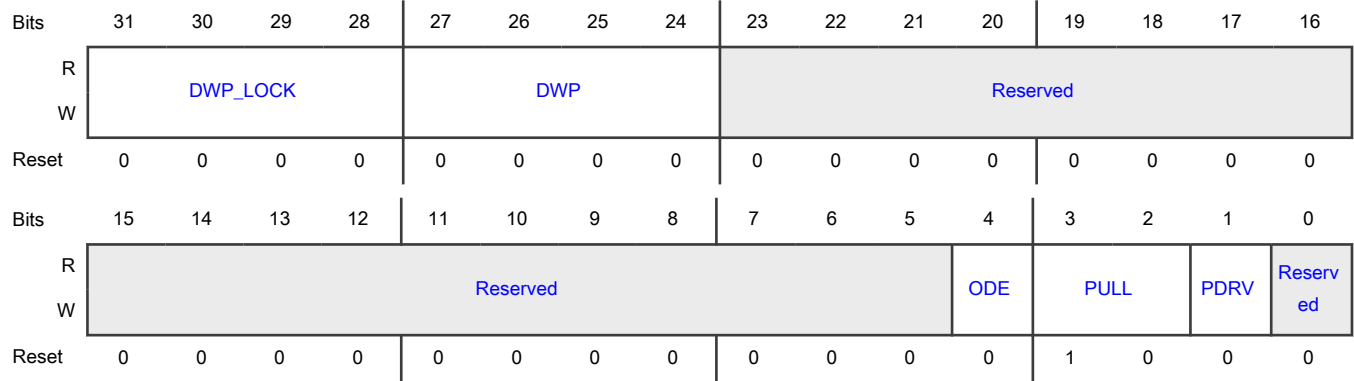 Bits 31 30 29 28 27 26 25 24 23 22 21 20 19 18 17 16
R
DWP_LOCK DWP Reserved
W
Reset 0 0 0 0 0 0 0 0 0 0 0 0 0 0 0 0
Bits 15 14 13 12 11 10 9 8 7 6 5 4 3 2 1 0
R
Reserved ODE PULL PDRV Reserv
ed
W
Reset 0 0 0 0 0 0 0 0 0 0 0 0 1 0 0 0